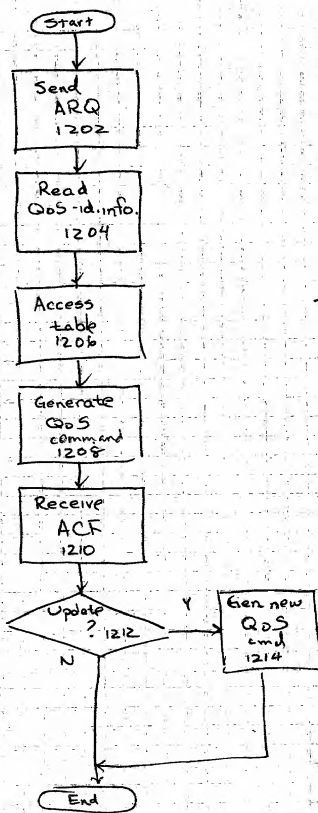 Start
Send
ARQ
1202
Read
QoS-id.info.
1204
Access
table
1206
Generate
QoS
command
1208
Receive
ACF
1210
Update
? 1212
Y
N
Gen new
QoS
cmd
1214
End